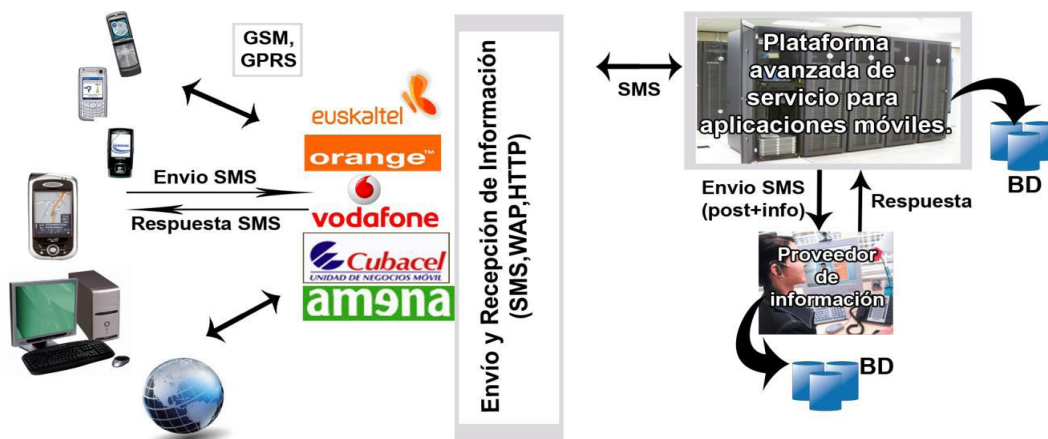 GSM,
GPRS
euskaltel
orange™
Envio SMS
Respuesta SMS
vodafone
Cubacel
UNIDAD DE NEGOCIOS MÓVIL
amena
Envío y Recepción de Información
(SMS,WAP,HTTP)
SMS
Plataforma
avanzada de
servicio para
aplicaciones móviles.
BD
Envio SMS
(post+info)
Respuesta
Proveedor
de
información
BD